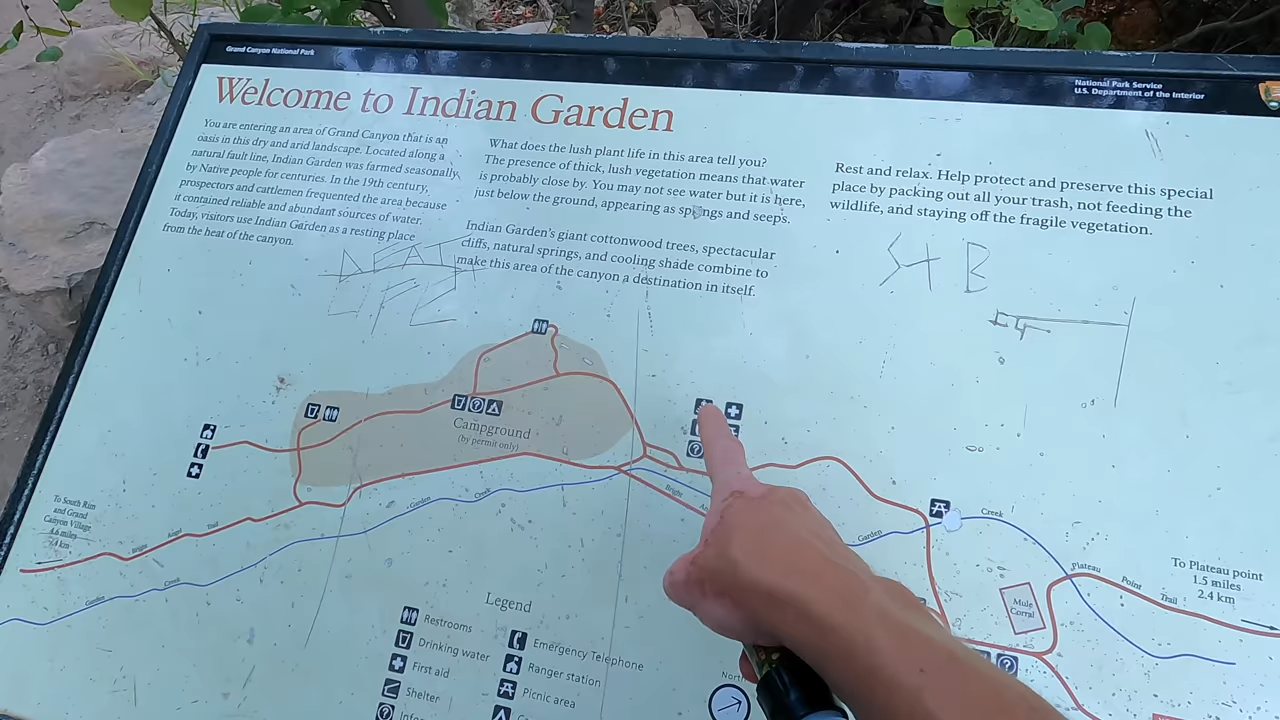 Grand Canyon National Park
National Park Service
U.S. Department of the Interior
Welcome to Indian Garden
You are entering an area of Grand Canyon that is an
oasis in this dry and arid landscape. Located along a
natural fault line, Indian Garden was farmed seasonally
by Native people for centuries. In the 19th century,
prospectors and cattlemen frequented the area because
it contained reliable and abundant sources of water.
Today, visitors use Indian Garden as a resting place
from the heat of the canyon.
What does the lush plant life in this area tell you?
The presence of thick, lush vegetation means that water
is probably close by. You may not see water but it is here,
just below the ground, appearing as springs and seeps.
Indian Garden's giant cottonwood trees, spectacular
cliffs, natural springs, and cooling shade combine to
make this area of the canyon a destination in itself.
Rest and relax. Help protect and preserve this special
place by packing out all your trash, not feeding the
wildlife, and staying off the fragile vegetation.
S+B
Campground
(by permit only)
To South Rim
and Grand
Canyon Village
4.6 miles
7.4 km
Bright Angel Trail
Garden Creek
Garden Creek
Bright
Garden Creek
Mule
Corral
Plateau Point Trail
To Plateau point
1.5 miles
2.4 km
Legend
Restrooms
Drinking water
First aid
Shelter
Emergency Telephone
Ranger station
Picnic area
North